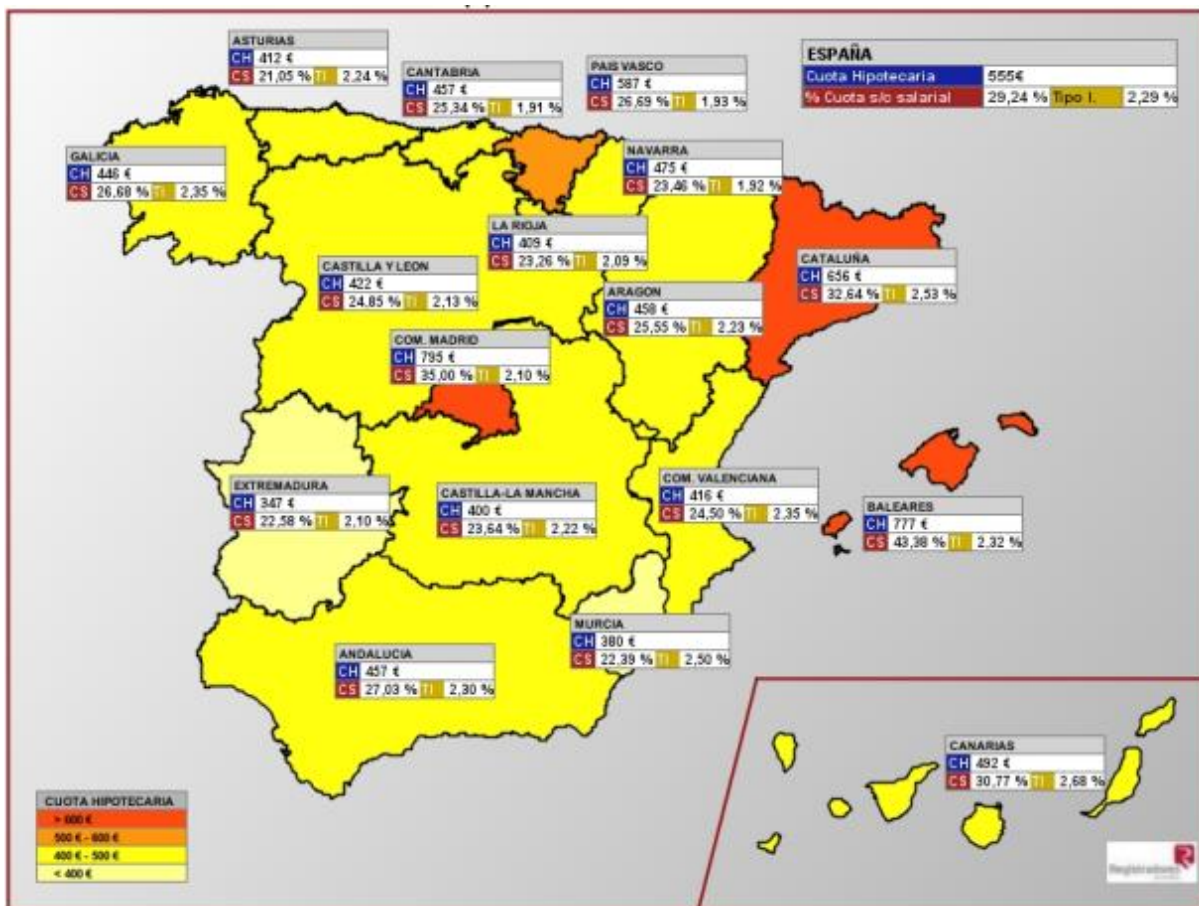 ASTURIAS
CH 412 €
CS 21,05 % TI 2,24 %
CANTABRIA
CH 457 €
CS 25,34 % TI 1,91 %
PAIS VASCO
CH 587 €
CS 26,69 % TI 1,93 %
ESPAÑA
Cuota Hipotecaria 555€
% Cuota s/c salarial 29,24 % Tipo I. 2,29 %
GALICIA
CH 446 €
CS 26,68 % TI 2,35 %
NAVARRA
CH 475 €
CS 23,46 % TI 1,92 %
LA RIOJA
CH 409 €
CS 23,26 % TI 2,09 %
CASTILLA Y LEON
CH 422 €
CS 24,85 % TI 2,13 %
CATALUÑA
CH 656 €
CS 32,64 % TI 2,53 %
ARAGON
CH 458 €
CS 25,55 % TI 2,23 %
COM. MADRID
CH 795 €
CS 35,00 % TI 2,10 %
EXTREMADURA
CH 347 €
CS 22,58 % TI 2,10 %
CASTILLA-LA MANCHA
CH 400 €
CS 23,64 % TI 2,22 %
COM. VALENCIANA
CH 416 €
CS 24,50 % TI 2,35 %
BALEARES
CH 777 €
CS 43,38 % TI 2,32 %
MURCIA
CH 380 €
CS 22,39 % TI 2,50 %
ANDALUCIA
CH 457 €
CS 27,03 % TI 2,30 %
CANARIAS
CH 492 €
CS 30,77 % TI 2,68 %
CUOTA HIPOTECARIA
> 600 €
500 € - 600 €
400 € - 500 €
< 400 €
Registradores